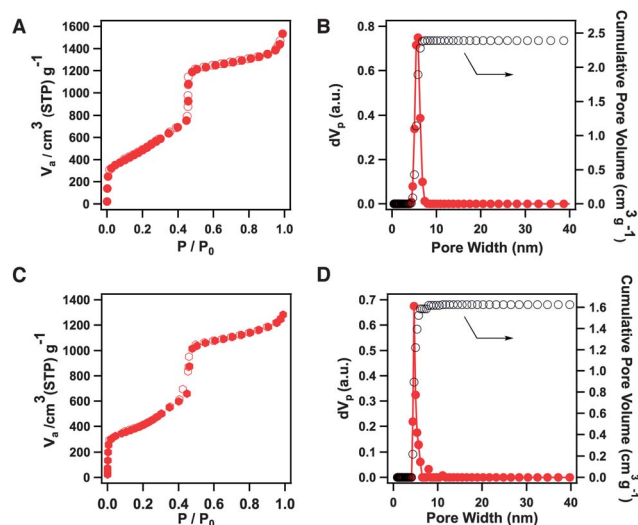 A
1600
1400
1200
1000
800
600
400
200
0
V_a / cm³ (STP) g⁻¹
0.0 0.2 0.4 0.6 0.8 1.0
P / P₀
B
0.8
0.6
0.4
0.2
0.0
dV_p (a.u.)
2.5
2.0
1.5
1.0
0.5
0.0
Cumulative Pore Volume (cm³ g⁻¹)
0 10 20 30 40
Pore Width (nm)
C
1400
1200
1000
800
600
400
200
0
V_a /cm³(STP) g⁻¹
0.0 0.2 0.4 0.6 0.8 1.0
P / P₀
D
0.7
0.6
0.5
0.4
0.3
0.2
0.1
0.0
dV_p (a.u.)
1.6
1.4
1.2
1.0
0.8
0.6
0.4
0.2
0.0
Cumulative Pore Volume (cm³ g⁻¹)
0 10 20 30 40
Pore Width (nm)